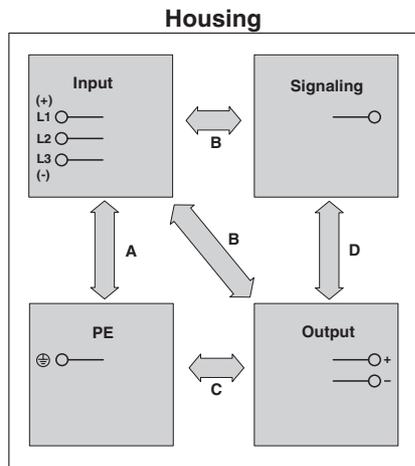 Housing
Input
Signaling
(+)
L1
L2
L3
(-)
B
A
B
D
PE
Output
+
–
C